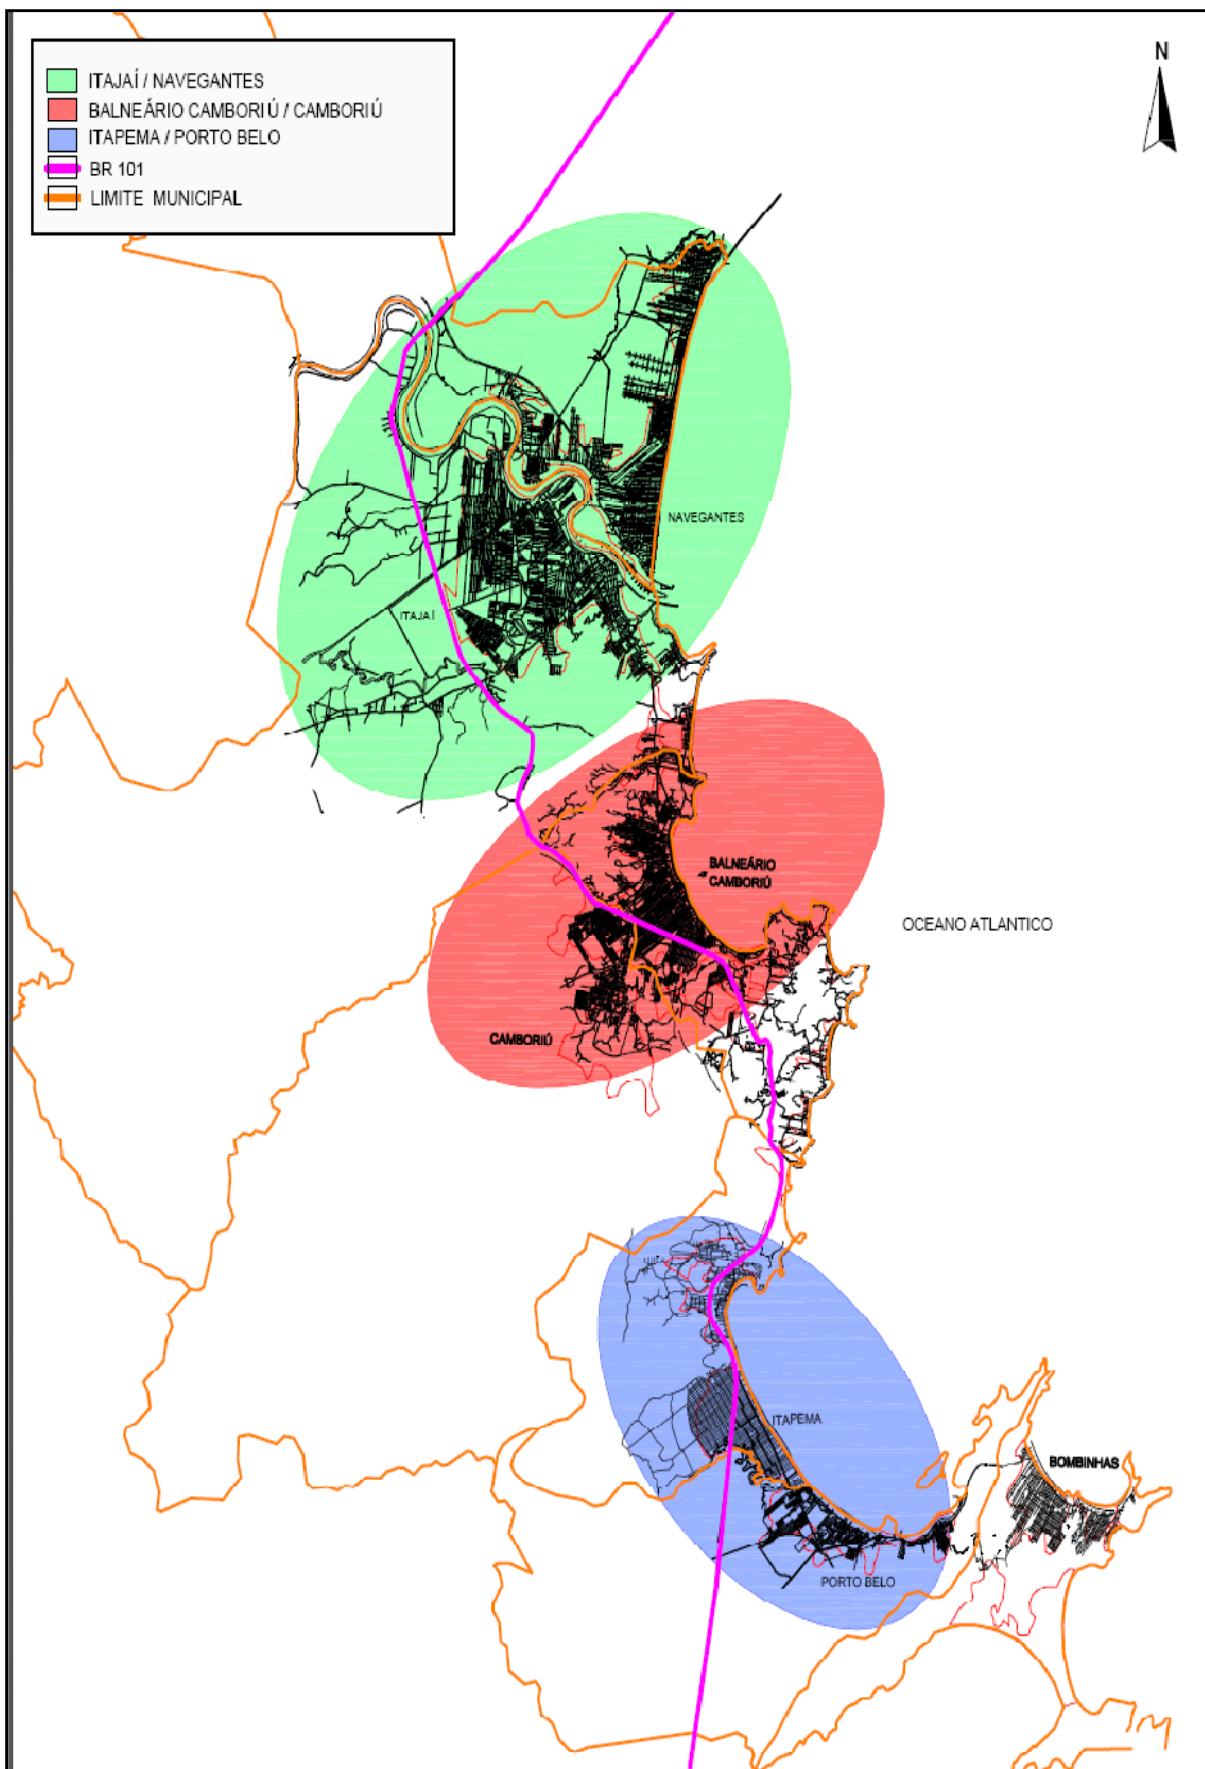 ITAJAÍ / NAVEGANTES
BALNEÁRIO CAMBORIÚ / CAMBORIÚ
ITAPEMA / PORTO BELO
BR 101
LIMITE MUNICIPAL
N
NAVEGANTES
ITAJAÍ
BALNEÁRIO
CAMBORIÚ
OCEANO ATLANTICO
CAMBORIÚ
ITAPEMA
BOMBINHAS
PORTO BELO